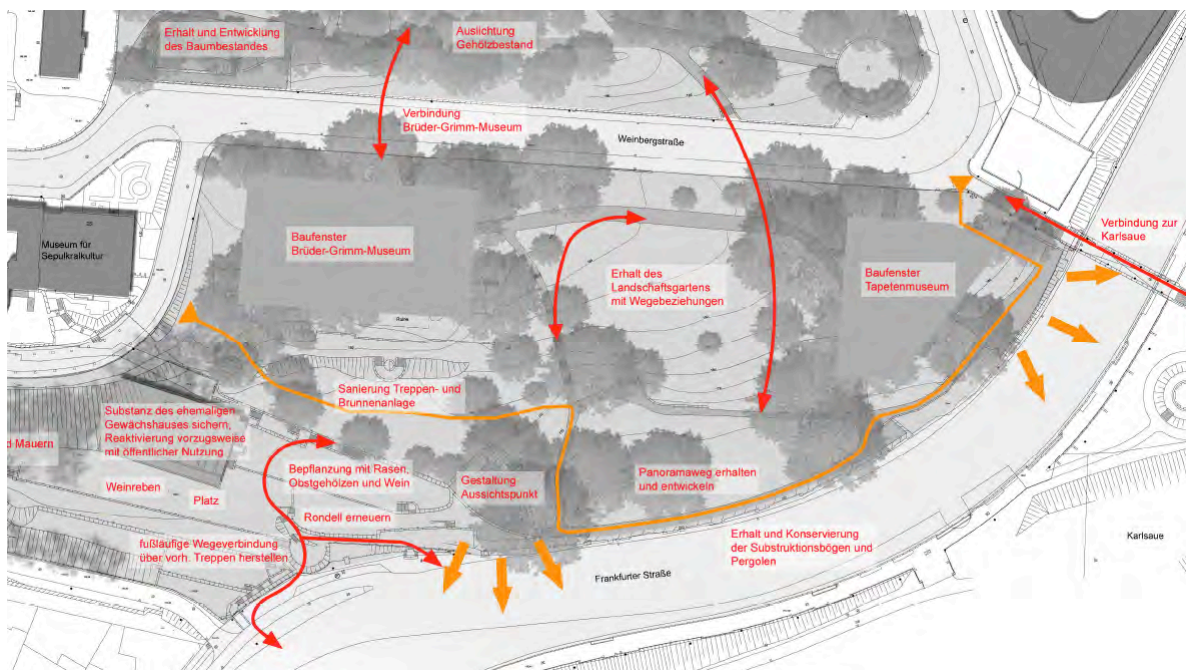 Erhalt und Entwicklung
des Baumbestandes
Auslichtung
Gehölzbestand
Verbindung
Brüder-Grimm-Museum
Weinbergstraße
Museum für
Sepulkralkultur
Baufenster
Brüder-Grimm-Museum
Erhalt des
Landschaftsgartens
mit Wegebeziehungen
Baufenster
Tapetenmuseum
Verbindung zur
Karlsaue
Ruine
Sanierung Treppen- und
Brunnenanlage
Substanz des ehemaligen
Gewächshauses sichern,
Reaktivierung vorzugsweise
mit öffentlicher Nutzung
d Mauern
Weinreben
Platz
Bepflanzung mit Rasen,
Obstgehölzen und Wein
Rondell erneuern
Gestaltung
Aussichtspunkt
Panoramaweg erhalten
und entwickeln
fußläufige Wegeverbindung
über vorh. Treppen herstellen
Erhalt und Konservierung
der Substruktionsbögen und
Pergolen
Frankfurter Straße
Karlsaue